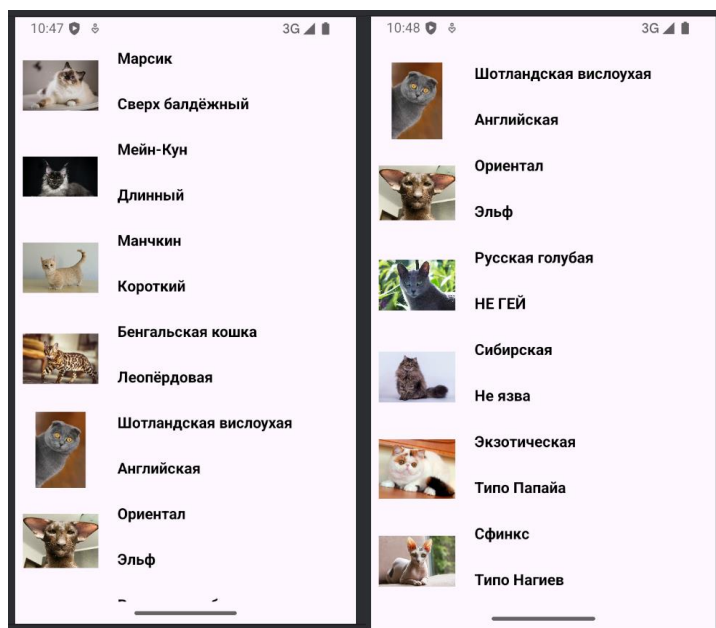 10:47
3G
Марсик
Сверх балдёжный
Мейн-Кун
Длинный
Манчкин
Короткий
Бенгальская кошка
Леопёрдовая
Шотландская вислоухая
Английская
Ориентал
Эльф
10:48
3G
Шотландская вислоухая
Английская
Ориентал
Эльф
Русская голубая
НЕ ГЕЙ
Сибирская
Не язва
Экзотическая
Типо Папайа
Сфинкс
Типо Нагиев